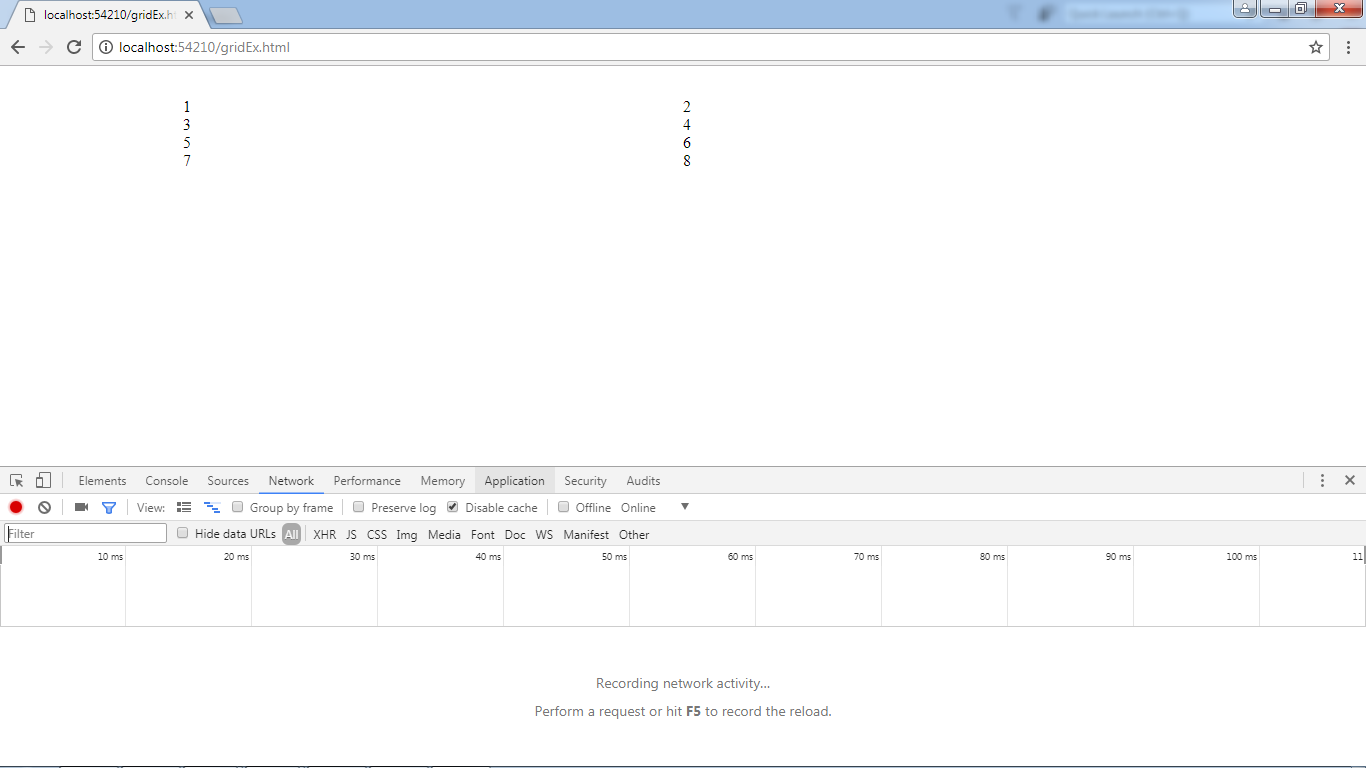 localhost:54210/gridEx.h
localhost:54210/gridEx.html
1 2
3 4
5 6
7 8
Elements Console Sources Network Performance Memory Application Security Audits
View: Group by frame Preserve log Disable cache Offline Online
Filter Hide data URLs All XHR JS CSS Img Media Font Doc WS Manifest Other
10 ms 20 ms 30 ms 40 ms 50 ms 60 ms 70 ms 80 ms 90 ms 100 ms 11
Recording network activity...
Perform a request or hit F5 to record the reload.